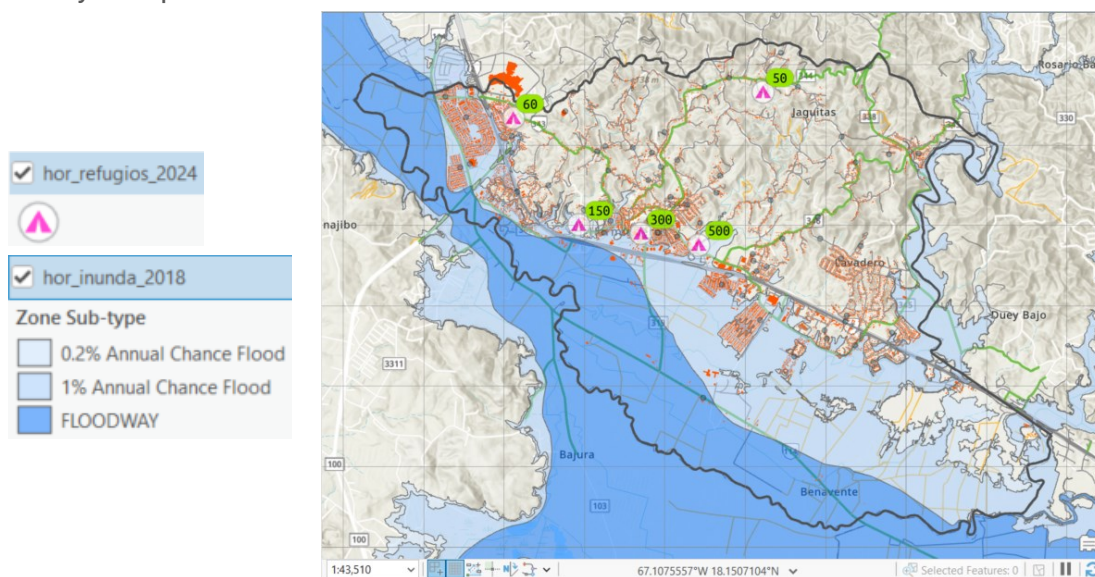 hor_refugios_2024
hor_inunda_2018
Zone Sub-type
0.2% Annual Chance Flood
1% Annual Chance Flood
FLOODWAY
50
Rosario
60
Jaguitas
330
150
300
500
najibo
Cavadero
Duey Bajo
3311
100
Bajura
Benavente
103
100
1:43,510
67.1075557°W 18.1507104°N
Selected Features: 0